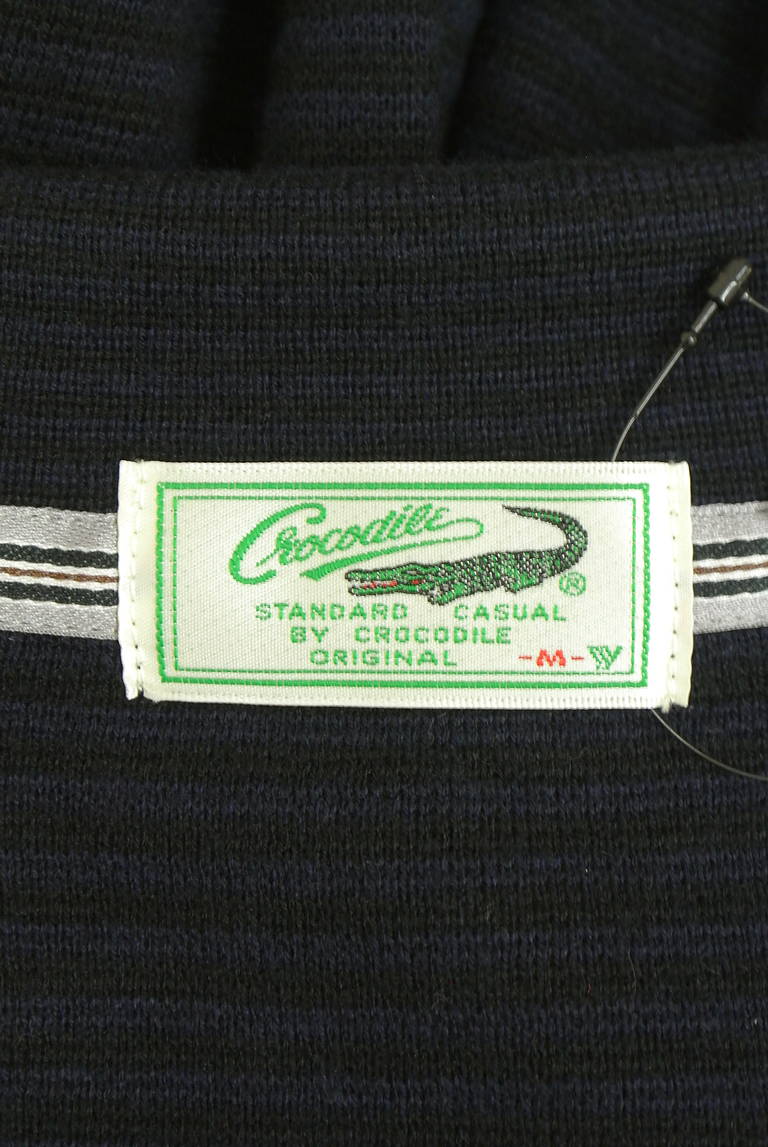 Crocodile
®
STANDARD CASUAL
BY CROCODILE
ORIGINAL -M- W